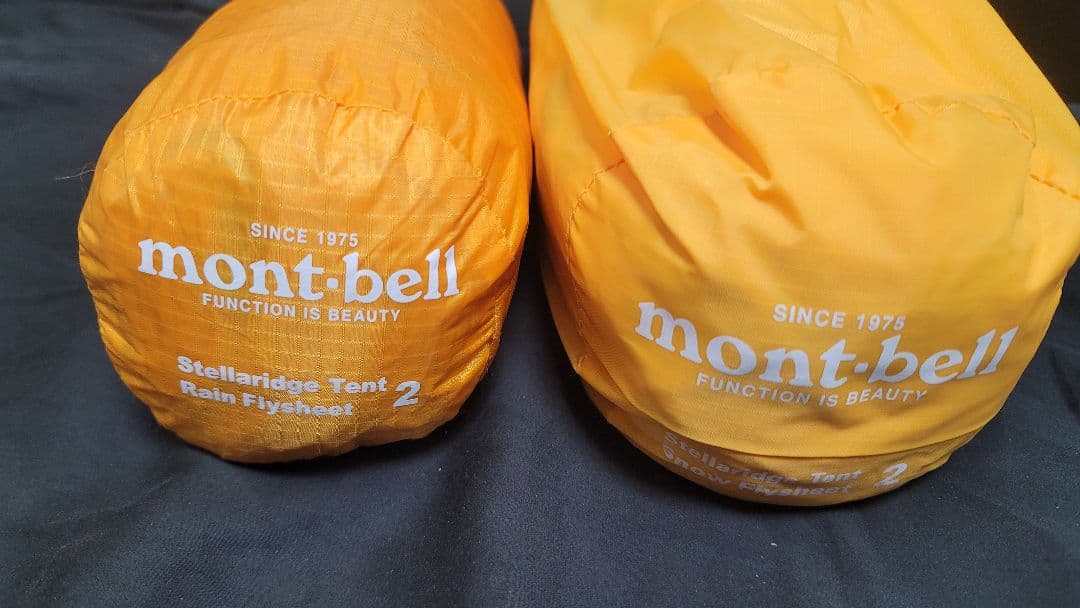 SINCE 1975
mont·bell
FUNCTION IS BEAUTY
Stellaridge Tent 2
Rain Flysheet
SINCE 1975
mont·bell
FUNCTION IS BEAUTY
Stellaridge Tent 2
Snow Flysheet